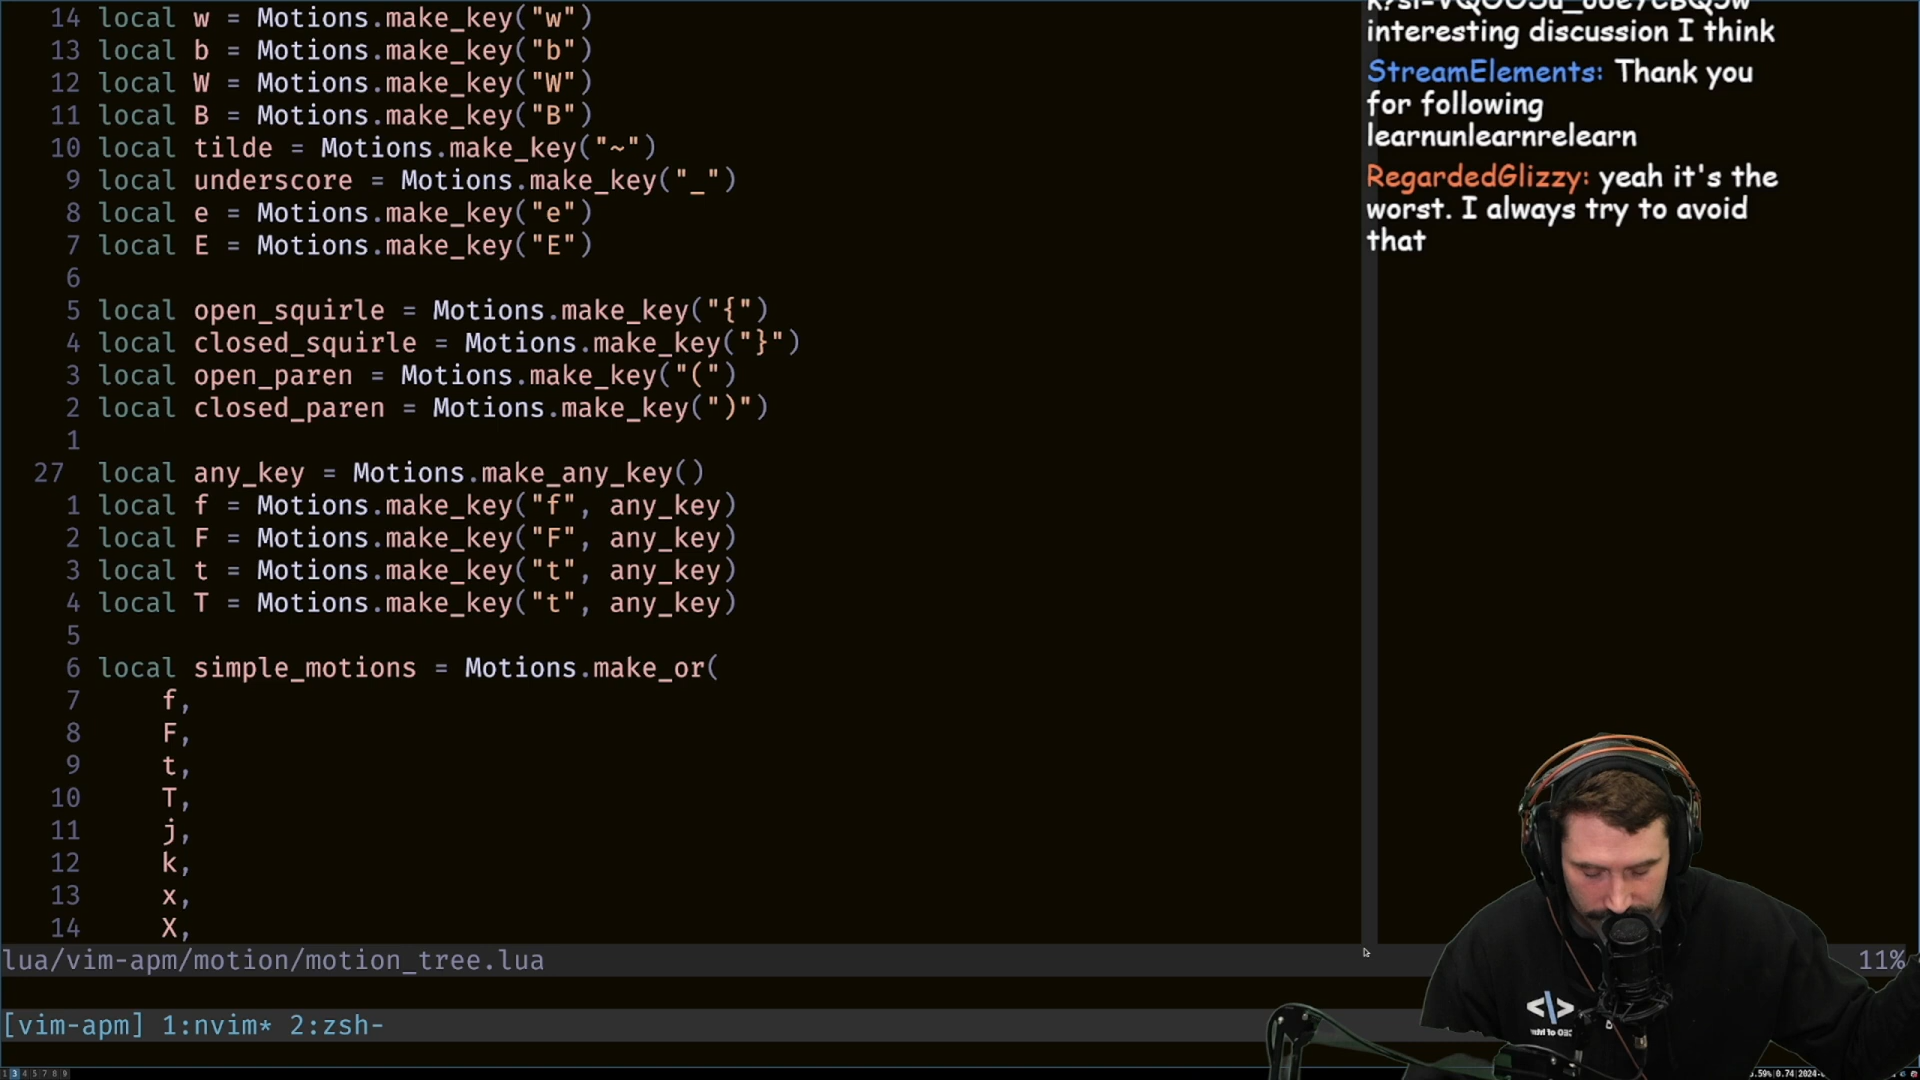 14 local w = Motions.make_key("w")
13 local b = Motions.make_key("b")
12 local W = Motions.make_key("W")
11 local B = Motions.make_key("B")
10 local tilde = Motions.make_key("~")
9 local underscore = Motions.make_key("_")
8 local e = Motions.make_key("e")
7 local E = Motions.make_key("E")
6
5 local open_squirle = Motions.make_key("{")
4 local closed_squirle = Motions.make_key("}")
3 local open_paren = Motions.make_key("(")
2 local closed_paren = Motions.make_key(")")
1
27 local any_key = Motions.make_any_key()
1 local f = Motions.make_key("f", any_key)
2 local F = Motions.make_key("F", any_key)
3 local t = Motions.make_key("t", any_key)
4 local T = Motions.make_key("t", any_key)
5
6 local simple_motions = Motions.make_or(
7 f,
8 F,
9 t,
10 T,
11 j,
12 k,
13 x,
14 X,
lua/vim-apm/motion/motion_tree.lua 11%
[vim-apm] 1:nvim* 2:zsh-
interesting discussion I think
StreamElements: Thank you
for following
learnunlearnrelearn
RegardedGlizzy: yeah it's the
worst. I always try to avoid
that